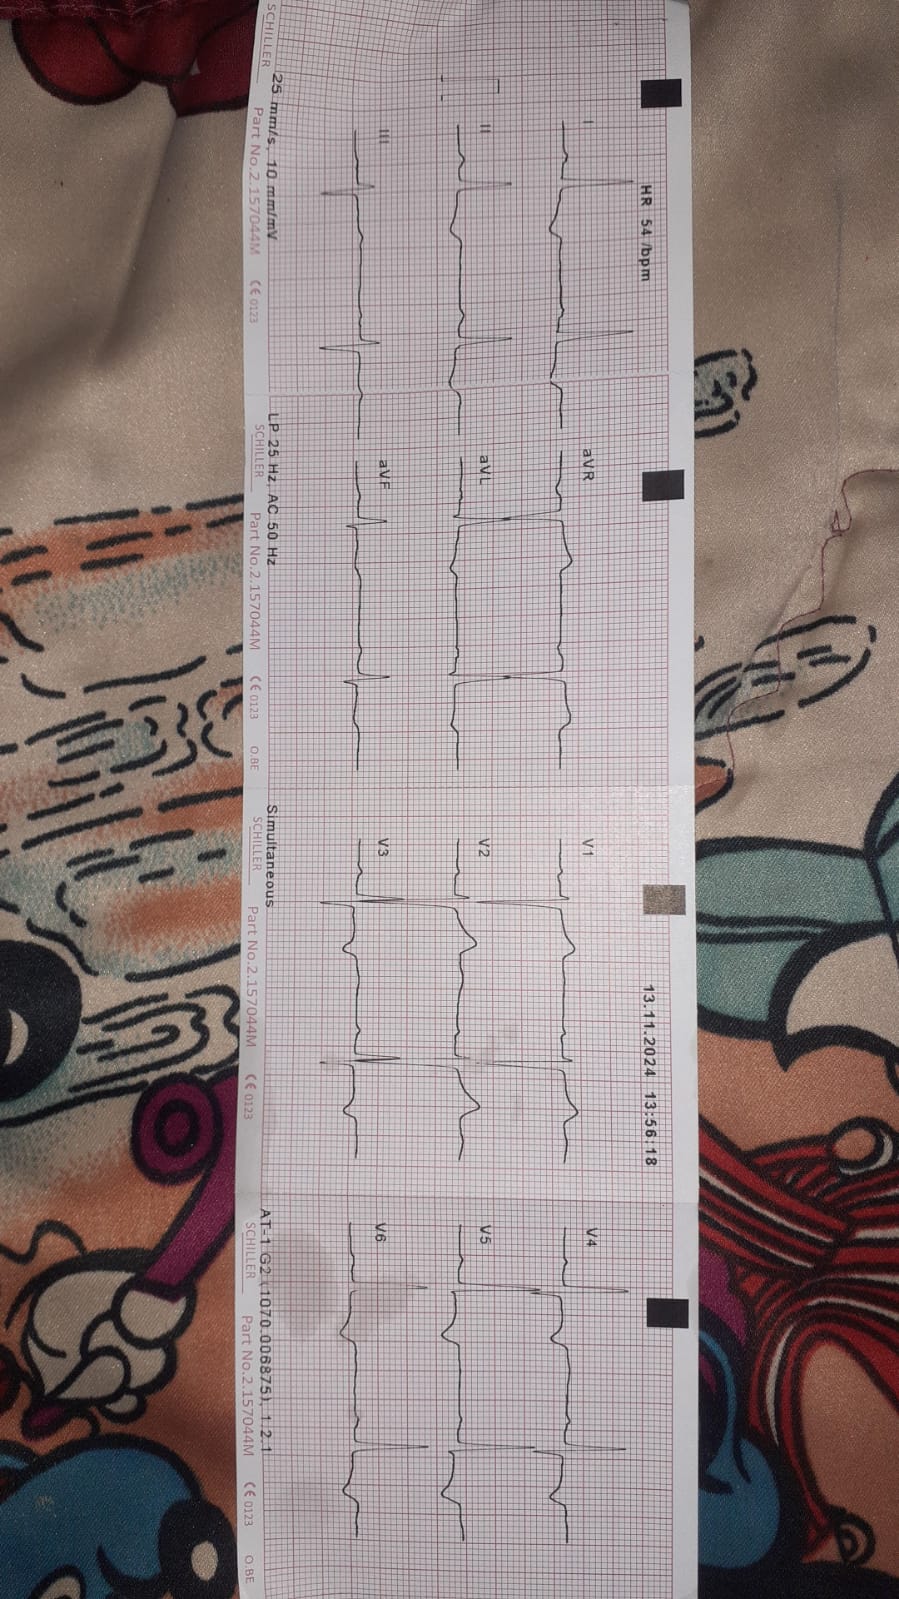 HR 54 /bpm
13.11.2024 13:56:18
I
aVR
V1
V4
II
aVL
V2
V5
III
aVF
V3
V6
25 mm/s, 10 mm/mV
LP 25 Hz, AC 50 Hz
Simultaneous
AT-1 G2 (1070.006875), 1.2.1
SCHILLER Part No.2.157044M CE 0123
SCHILLER Part No.2.157044M CE 0123 O.BE
SCHILLER Part No.2.157044M CE 0123
SCHILLER Part No.2.157044M CE 0123 O.BE